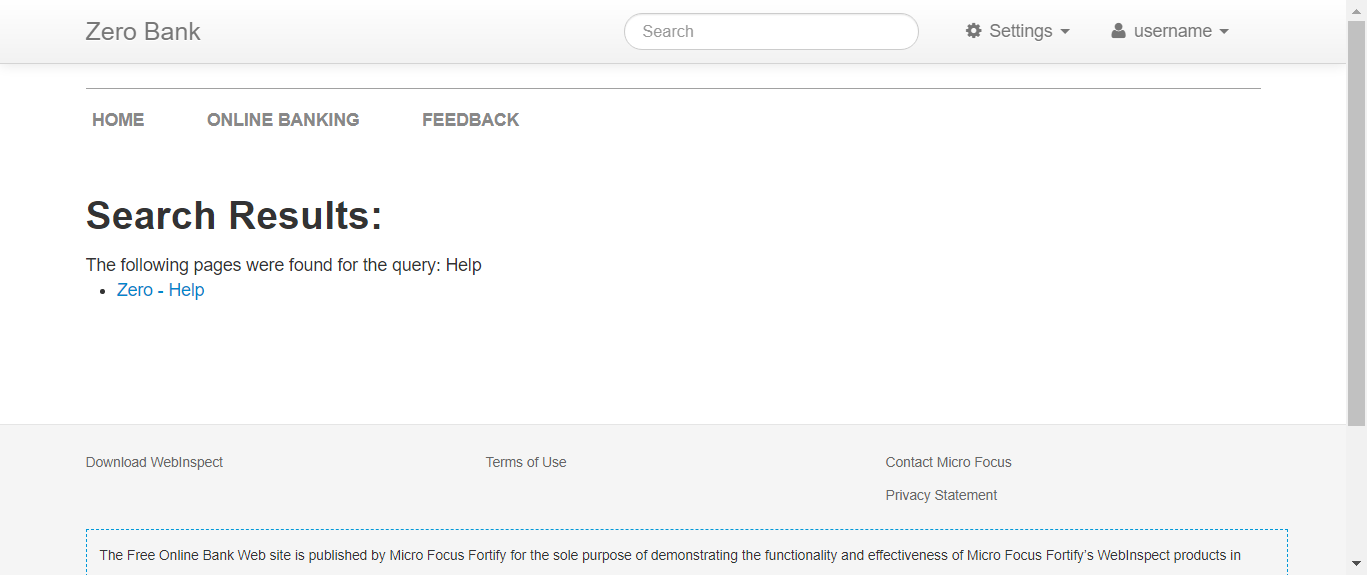 Zero Bank
Search
Settings
username
HOME
ONLINE BANKING
FEEDBACK
Search Results:
The following pages were found for the query: Help
Zero - Help
Download WebInspect
Terms of Use
Contact Micro Focus
Privacy Statement
The Free Online Bank Web site is published by Micro Focus Fortify for the sole purpose of demonstrating the functionality and effectiveness of Micro Focus Fortify's WebInspect products in